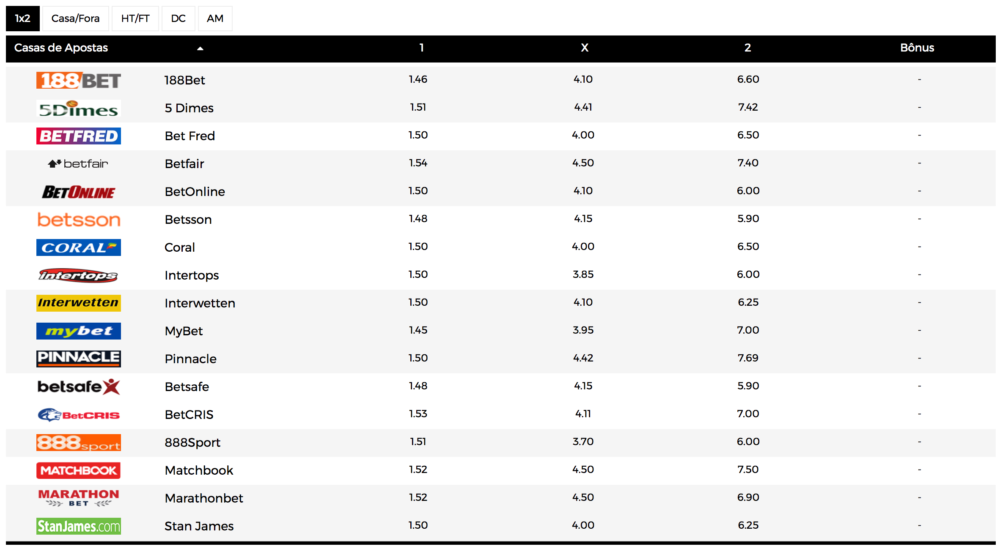 1x2 Casa/Fora HT/FT DC AM
Casas de Apostas 1 X 2 Bônus
188BET 188Bet 1.46 4.10 6.60 -
5Dimes 5 Dimes 1.51 4.41 7.42 -
BETFRED Bet Fred 1.50 4.00 6.50 -
betfair Betfair 1.54 4.50 7.40 -
BETONLINE BetOnline 1.50 4.10 6.00 -
betsson Betsson 1.48 4.15 5.90 -
CORAL Coral 1.50 4.00 6.50 -
intertops Intertops 1.50 3.85 6.00 -
Interwetten Interwetten 1.50 4.10 6.25 -
mybet MyBet 1.45 3.95 7.00 -
PINNACLE Pinnacle 1.50 4.42 7.69 -
betsafe Betsafe 1.48 4.15 5.90 -
BetCRIS BetCRIS 1.53 4.11 7.00 -
888sport 888Sport 1.51 3.70 6.00 -
MATCHBOOK Matchbook 1.52 4.50 7.50 -
MARATHON BET Marathonbet 1.52 4.50 6.90 -
StanJames.com Stan James 1.50 4.00 6.25 -